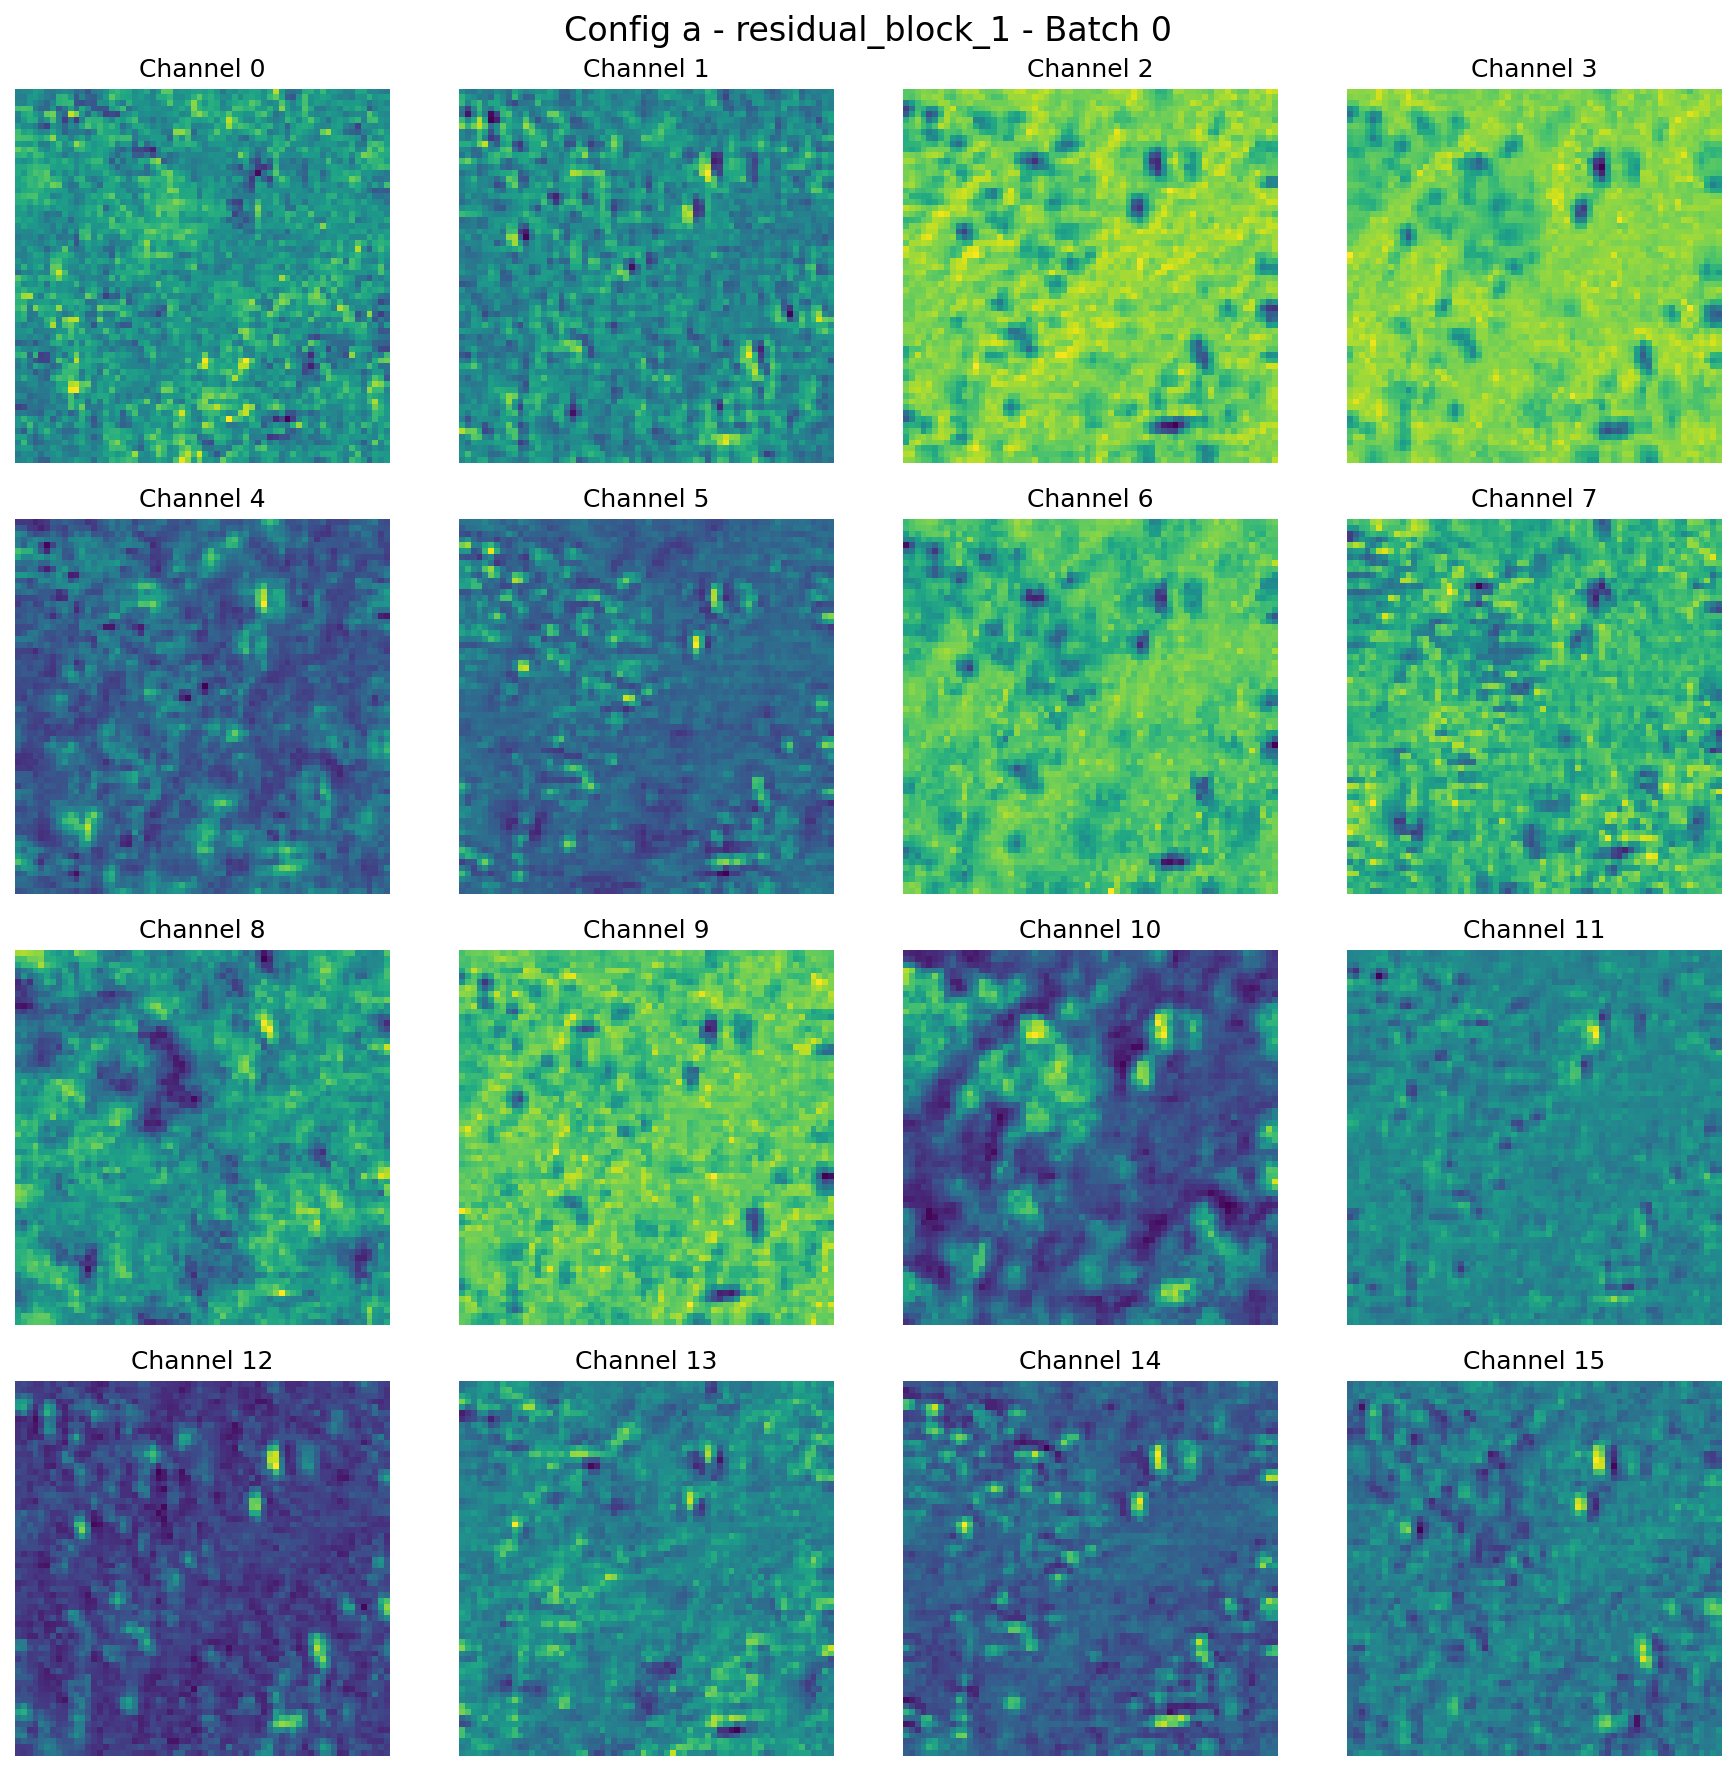 Config a - residual_block_1 - Batch 0
Channel 0
Channel 1
Channel 2
Channel 3
Channel 4
Channel 5
Channel 6
Channel 7
Channel 8
Channel 9
Channel 10
Channel 11
Channel 12
Channel 13
Channel 14
Channel 15